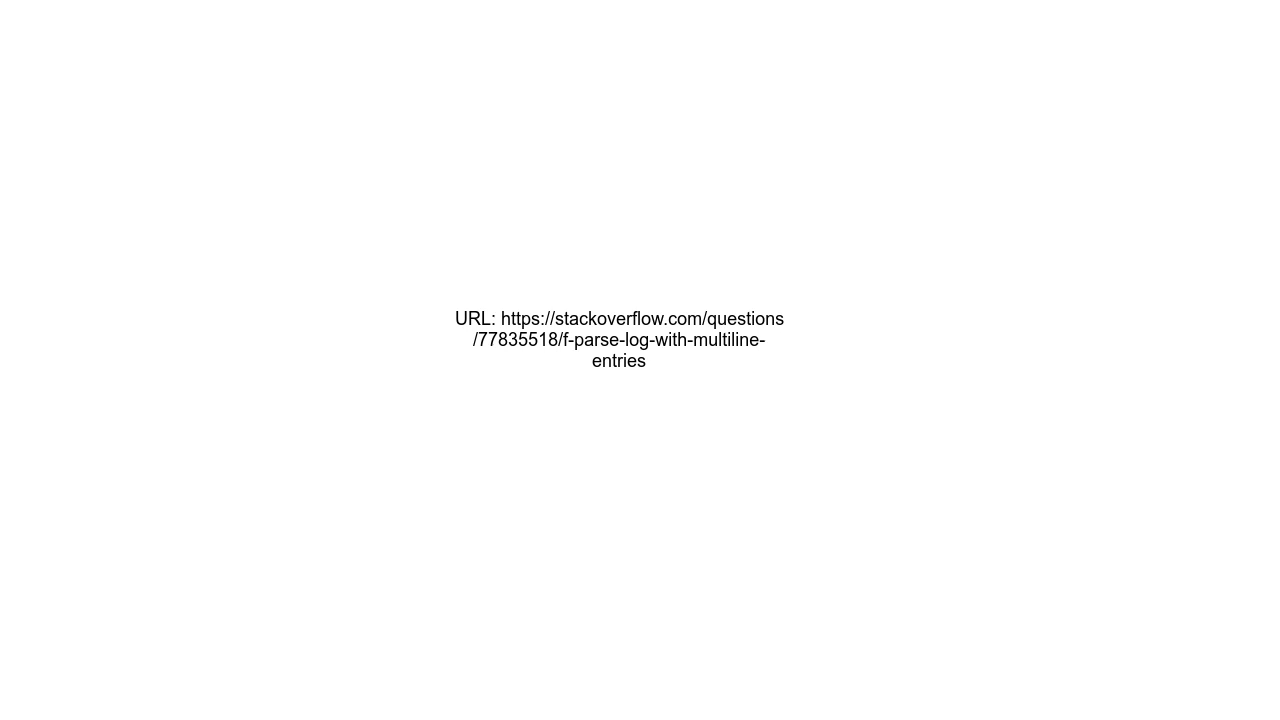 URL: https://stackoverflow.com/questions
/77835518/f-parse-log-with-multiline-
entries